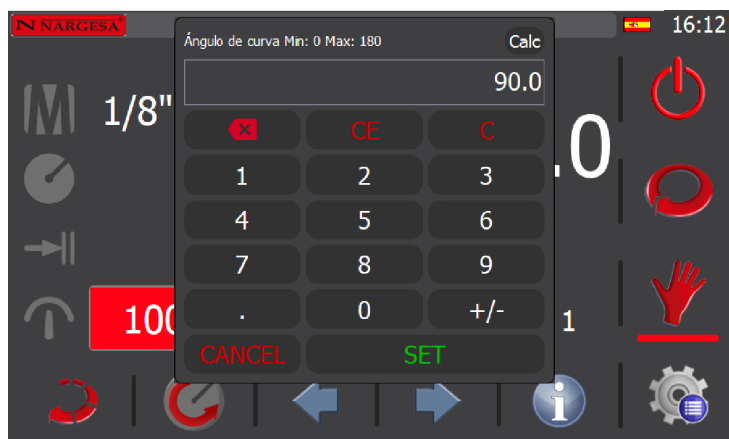 NARGESA
16:12
Ángulo de curva Min: 0 Max: 180
Calc
90.0
1/8"
.0
CE
C
1 2 3
4 5 6
7 8 9
100
. 0 +/-
1
CANCEL
SET